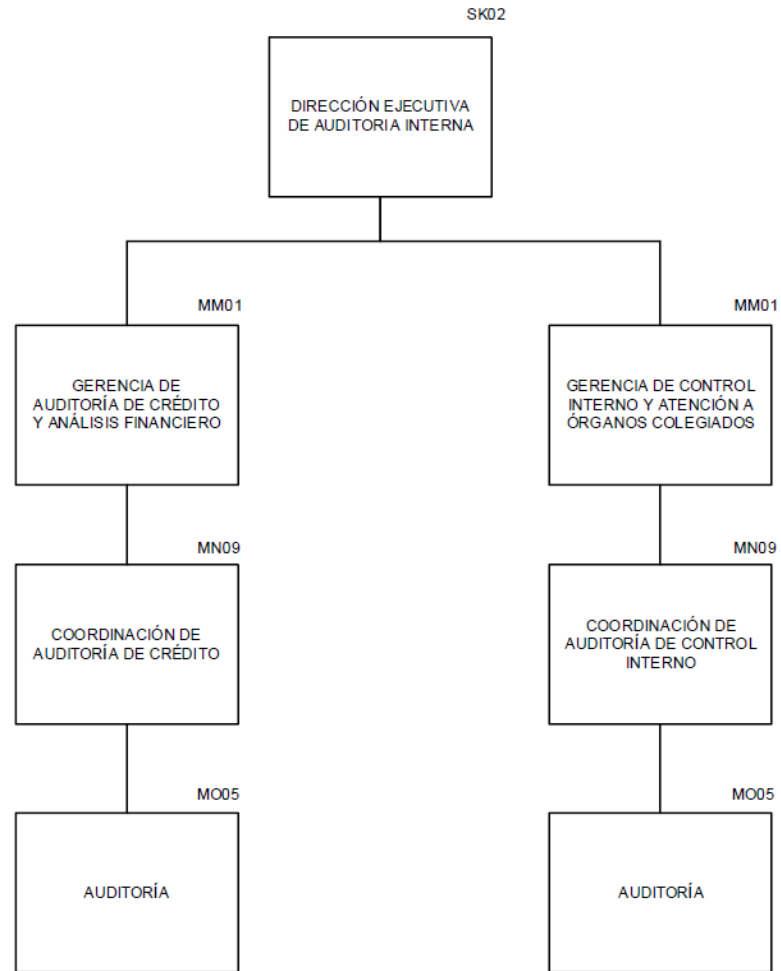 SK02
DIRECCIÓN EJECUTIVA
DE AUDITORIA INTERNA
MM01
GERENCIA DE
AUDITORÍA DE CRÉDITO
Y ANÁLISIS FINANCIERO
MM01
GERENCIA DE CONTROL
INTERNO Y ATENCIÓN A
ÓRGANOS COLEGIADOS
MN09
COORDINACIÓN DE
AUDITORÍA DE CRÉDITO
MN09
COORDINACIÓN DE
AUDITORÍA DE CONTROL
INTERNO
MO05
AUDITORÍA
MO05
AUDITORÍA